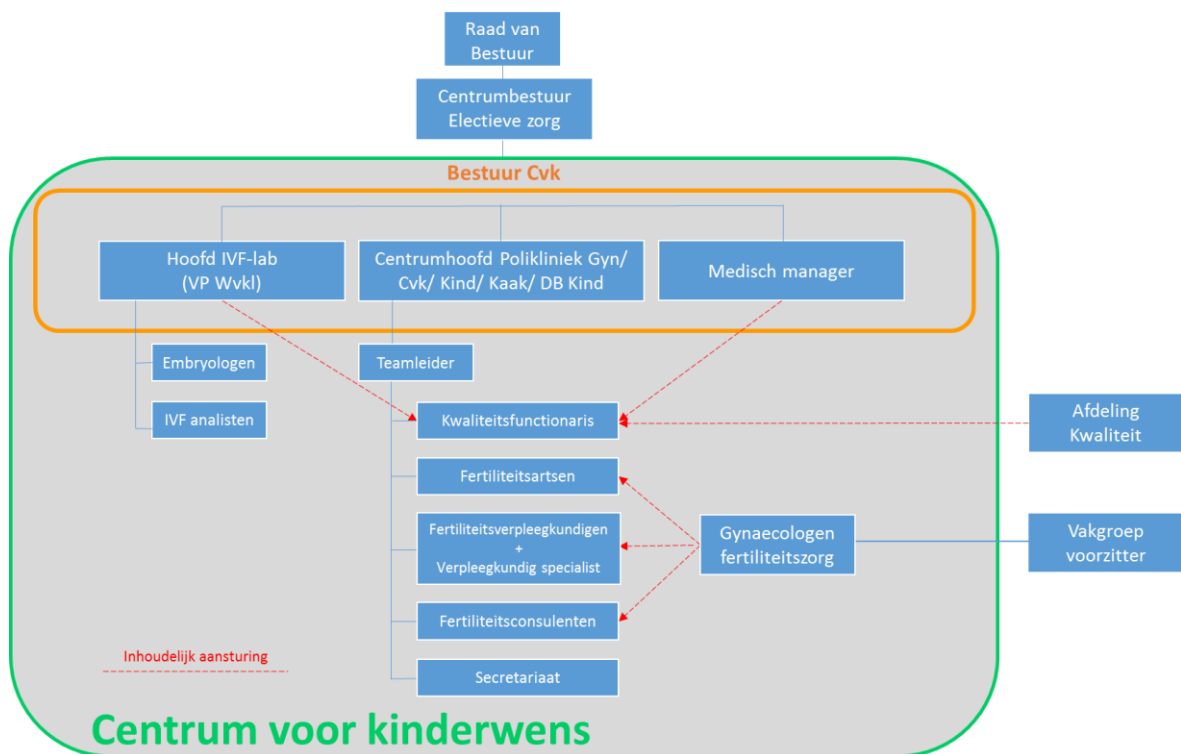 Raad van
Bestuur
Centrumbestuur
Electieve zorg
Bestuur Cvk
Hoofd IVF-lab
(VP Wvkl)
Centrumhoofd Polikliniek Gyn/
Cvk/ Kind/ Kaak/ DB Kind
Medisch manager
Embryologen
IVF analisten
Teamleider
Kwaliteitsfunctionaris
Afdeling
Kwaliteit
Fertiliteitsartsen
Fertiliteitsverpleegkundigen
+
Verpleegkundig specialist
Gynaecologen
fertiliteitszorg
Vakgroep
voorzitter
Fertiliteitsconsulenten
Secretariaat
Inhoudelijk aansturing
Centrum voor kinderwens